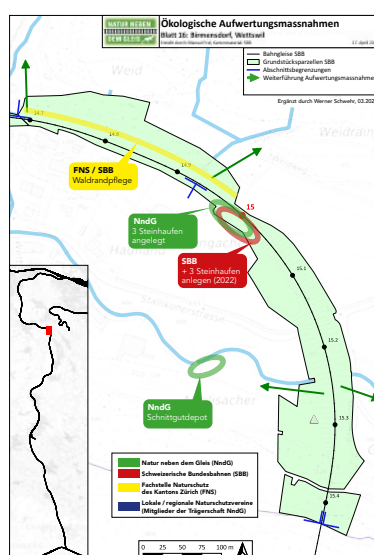 NATUR NEBEN
DEM GLEIS
Ökologische Aufwertungsmassnahmen
Blatt 16: Birmensdorf, Wettswil
Bahngleise SBB
Grundstücksparzellen SBB
Abschnittsbegrenzungen
Weiterführung Aufwertungsmassnahme
Ergänzt durch Werner Schwehr, 03.202
Weid
14.7
14.8
14.9
FNS / SBB
Waldrandpflege
NndG
3 Steinhaufen
angelegt
15
SBB
+ 3 Steinhaufen
anlegen (2022)
15.1
15.2
NndG
Schnittgutdepot
15.3
15.4
Natur neben dem Gleis (NndG)
Schweizerische Bundesbahnen (SBB)
Fachstelle Naturschutz
des Kantons Zürich (FNS)
Lokale / regionale Naturschutzvereine
(Mitglieder der Trägerschaft NndG)
0 25 50 75 100 m